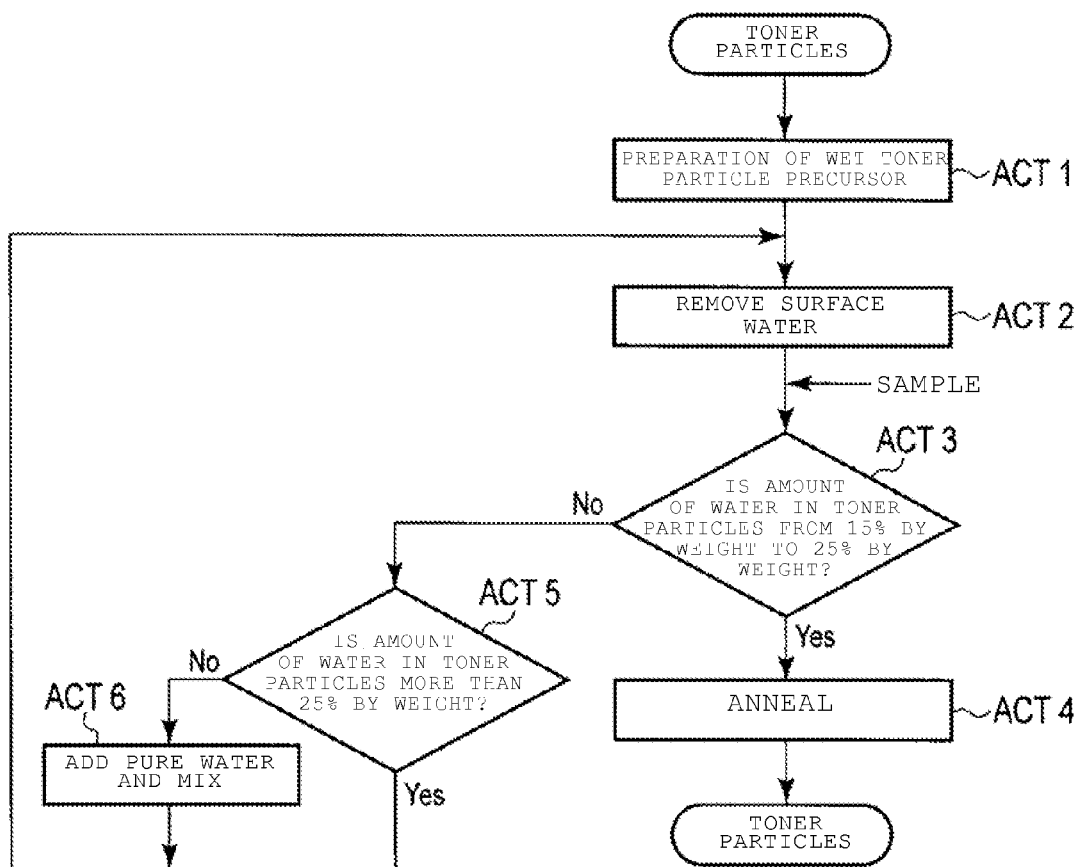 TONER
PARTICLES
PREPARATION OF WET TONER
PARTICLE PRECURSOR
ACT 1
REMOVE SURFACE
WATER
ACT 2
SAMPLE
ACT 3
IS AMOUNT
OF WATER IN TONER
PARTICLES FROM 15% BY
WEIGHT TO 25% BY
WEIGHT?
No
Yes
ACT 5
IS AMOUNT
OF WATER IN TONER
PARTICLES MORE THAN
25% BY WEIGHT?
No
Yes
ACT 6
ADD PURE WATER
AND MIX
ANNEAL
ACT 4
TONER
PARTICLES